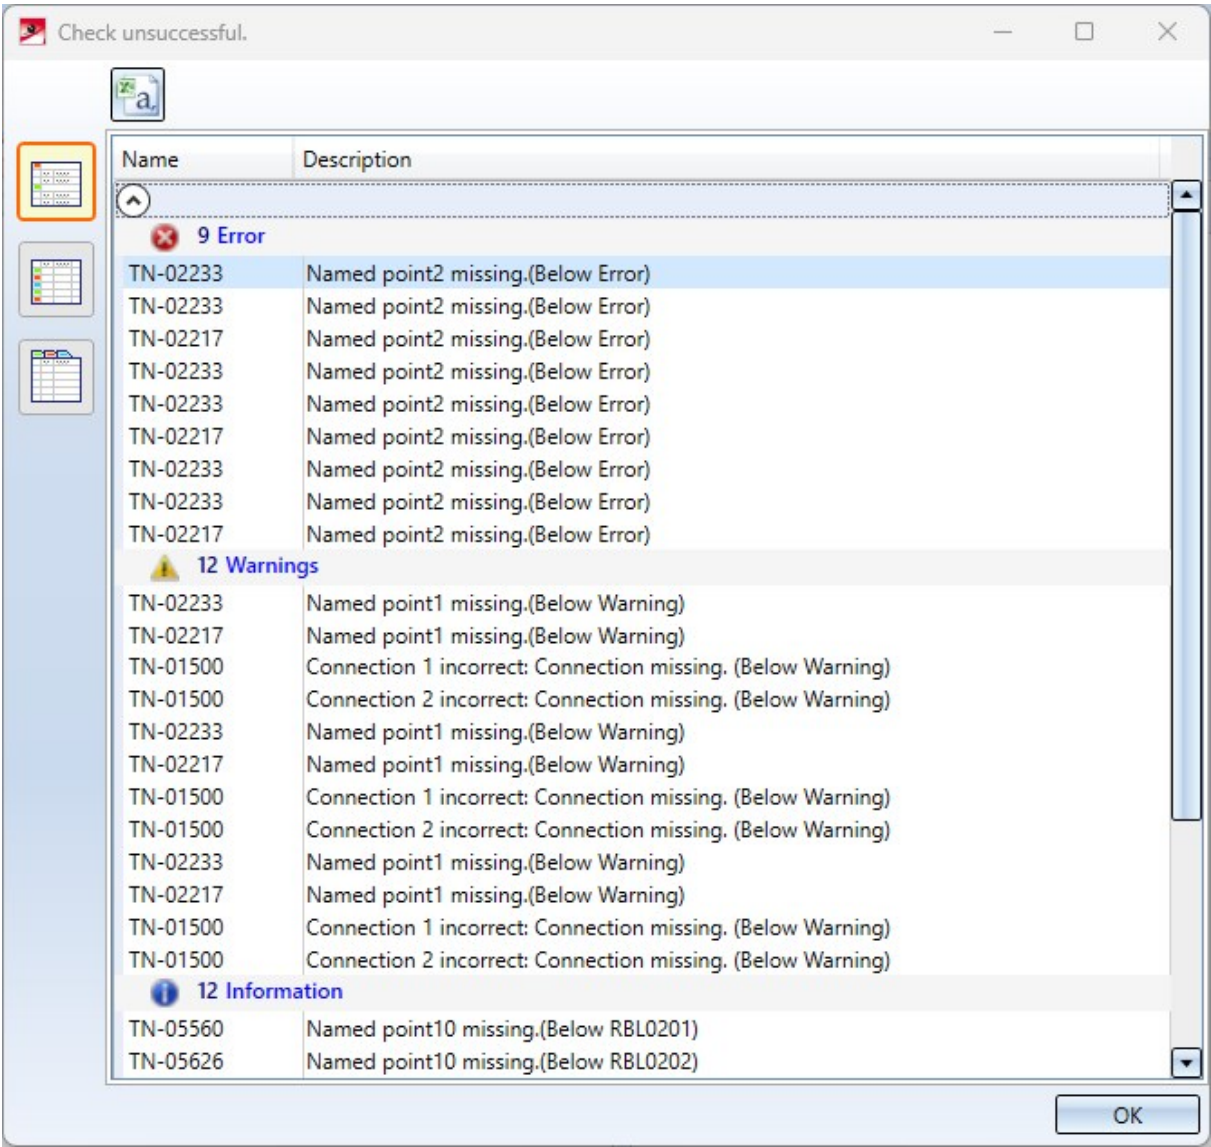 Check unsuccessful.
a,
Name Description
9 Error
TN-02233 Named point2 missing.(Below Error)
TN-02233 Named point2 missing.(Below Error)
TN-02217 Named point2 missing.(Below Error)
TN-02233 Named point2 missing.(Below Error)
TN-02233 Named point2 missing.(Below Error)
TN-02217 Named point2 missing.(Below Error)
TN-02233 Named point2 missing.(Below Error)
TN-02233 Named point2 missing.(Below Error)
TN-02217 Named point2 missing.(Below Error)
12 Warnings
TN-02233 Named point1 missing.(Below Warning)
TN-02217 Named point1 missing.(Below Warning)
TN-01500 Connection 1 incorrect: Connection missing. (Below Warning)
TN-01500 Connection 2 incorrect: Connection missing. (Below Warning)
TN-02233 Named point1 missing.(Below Warning)
TN-02217 Named point1 missing.(Below Warning)
TN-01500 Connection 1 incorrect: Connection missing. (Below Warning)
TN-01500 Connection 2 incorrect: Connection missing. (Below Warning)
TN-02233 Named point1 missing.(Below Warning)
TN-02217 Named point1 missing.(Below Warning)
TN-01500 Connection 1 incorrect: Connection missing. (Below Warning)
TN-01500 Connection 2 incorrect: Connection missing. (Below Warning)
12 Information
TN-05560 Named point10 missing.(Below RBL0201)
TN-05626 Named point10 missing.(Below RBL0202)
OK